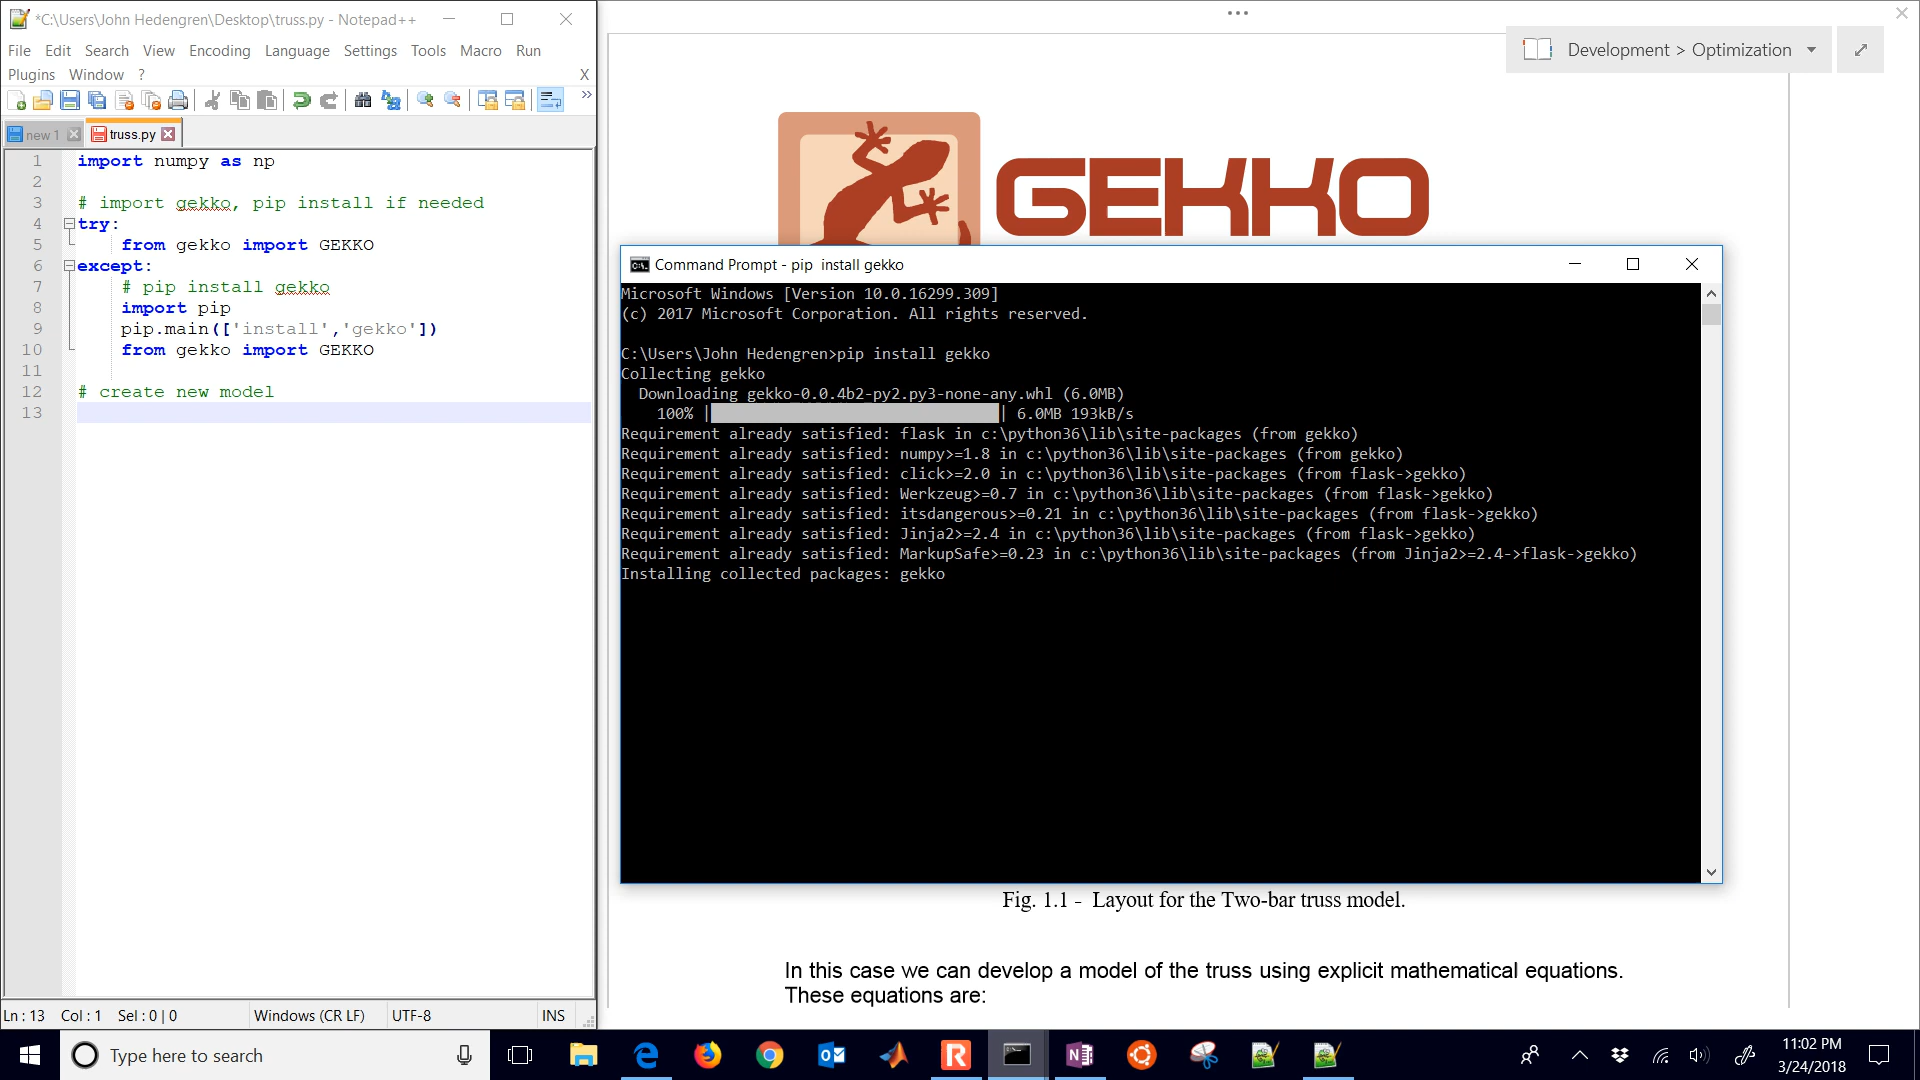 *C:\Users\John Hedengren\Desktop\truss.py - Notepad++
File Edit Search View Encoding Language Settings Tools Macro Run
Plugins Window ? X
new 1 truss.py
1 import numpy as np
2
3 # import gekko, pip install if needed
4 try:
5 from gekko import GEKKO
6 except:
7 # pip install gekko
8 import pip
9 pip.main(['install','gekko'])
10 from gekko import GEKKO
11
12 # create new model
13
Ln : 13 Col : 1 Sel : 0 | 0 Windows (CR LF) UTF-8 INS
Development > Optimization
GEKKO
Command Prompt - pip  install gekko
Microsoft Windows [Version 10.0.16299.309]
(c) 2017 Microsoft Corporation. All rights reserved.
C:\Users\John Hedengren>pip install gekko
Collecting gekko
Downloading gekko-0.0.4b2-py2.py3-none-any.whl (6.0MB)
100% | | 6.0MB 193kB/s
Requirement already satisfied: flask in c:\python36\lib\site-packages (from gekko)
Requirement already satisfied: numpy>=1.8 in c:\python36\lib\site-packages (from gekko)
Requirement already satisfied: click>=2.0 in c:\python36\lib\site-packages (from flask->gekko)
Requirement already satisfied: Werkzeug>=0.7 in c:\python36\lib\site-packages (from flask->gekko)
Requirement already satisfied: itsdangerous>=0.21 in c:\python36\lib\site-packages (from flask->gekko)
Requirement already satisfied: Jinja2>=2.4 in c:\python36\lib\site-packages (from flask->gekko)
Requirement already satisfied: MarkupSafe>=0.23 in c:\python36\lib\site-packages (from Jinja2>=2.4->flask->gekko)
Installing collected packages: gekko
Fig. 1.1 - Layout for the Two-bar truss model.
In this case we can develop a model of the truss using explicit mathematical equations.
These equations are:
Type here to search
11:02 PM
3/24/2018